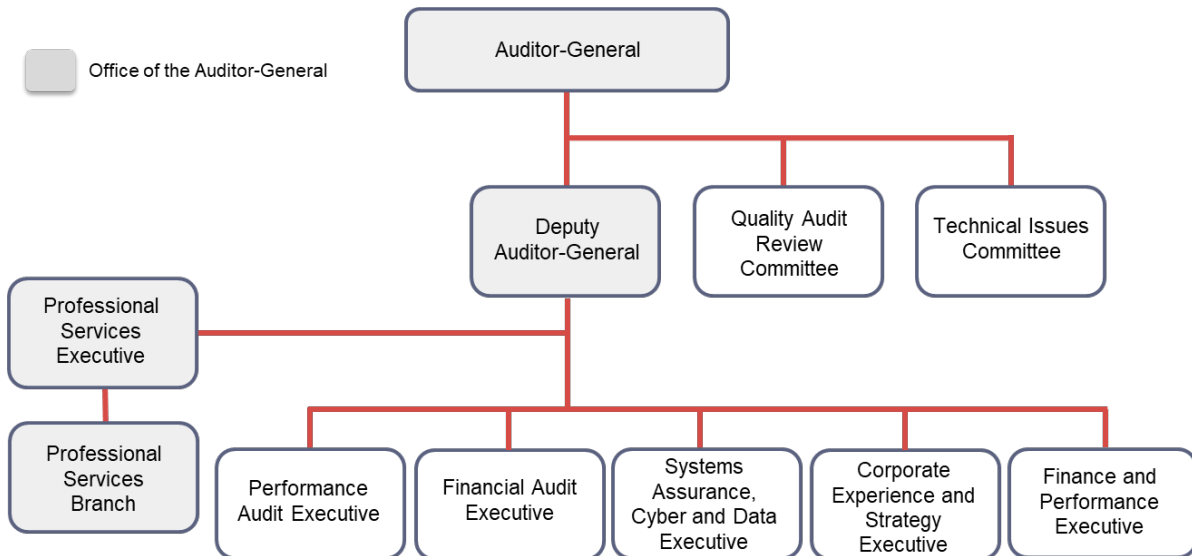 Auditor-General
Office of the Auditor-General
Deputy
Auditor-General
Quality Audit
Review
Committee
Technical Issues
Committee
Professional
Services
Executive
Professional
Services
Branch
Performance
Audit Executive
Financial Audit
Executive
Systems
Assurance,
Cyber and Data
Executive
Corporate
Experience and
Strategy
Executive
Finance and
Performance
Executive